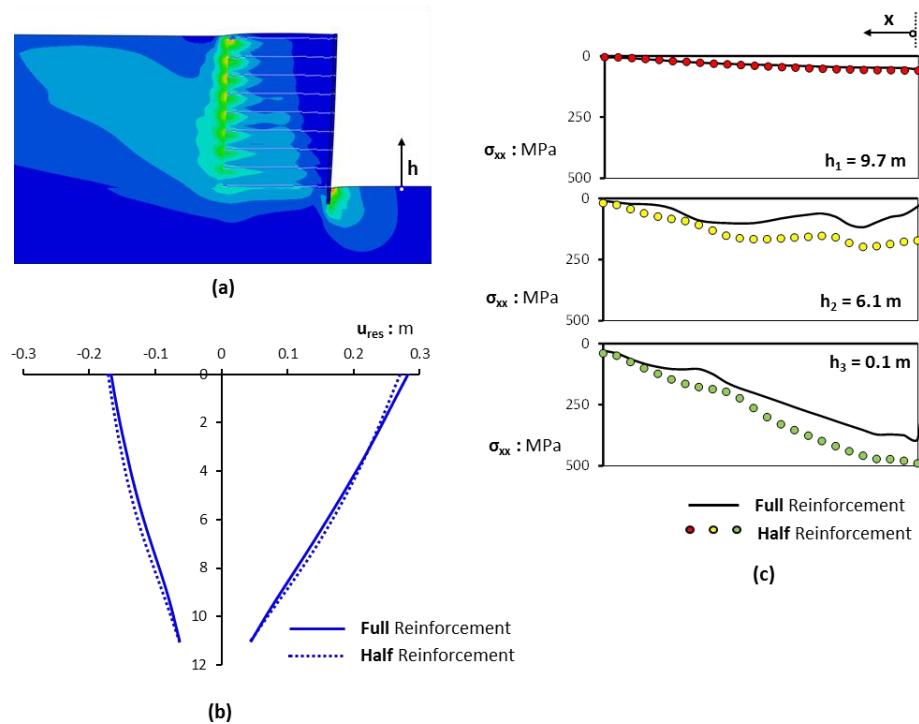 h
(a)
u_res : m
-0.3 -0.2 -0.1 0 0.1 0.2 0.3
0
2
4
6
8
10
12
Full Reinforcement
Half Reinforcement
(b)
x
0
250
500
σxx : MPa
h1 = 9.7 m
0
250
500
σxx : MPa
h2 = 6.1 m
0
250
500
σxx : MPa
h3 = 0.1 m
Full Reinforcement
Half Reinforcement
(c)